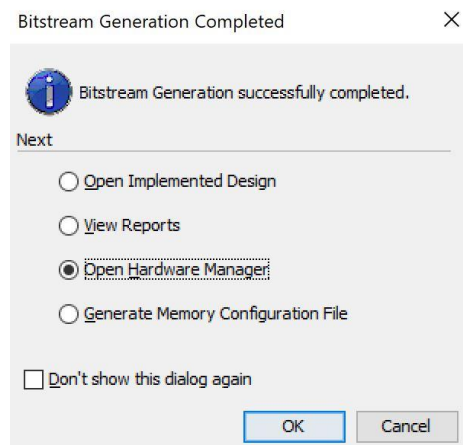 Bitstream Generation Completed
Bitstream Generation successfully completed.
Next
Open Implemented Design
View Reports
Open Hardware Manager
Generate Memory Configuration File
Don't show this dialog again
OK
Cancel